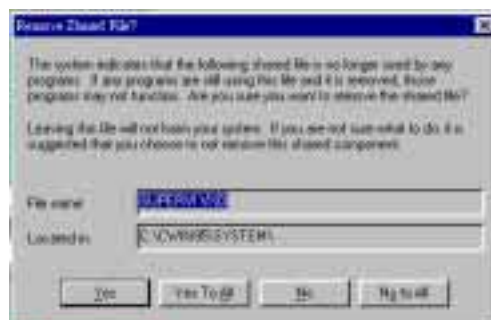 Remove Shared File?
The system indicates that the following shared file is no longer used by any
programs. If any programs are still using this file and it is removed, those
programs may not function. Are you sure you want to remove the shared file?
Leaving this file will not harm your system. If you are not sure what to do, it is
suggested that you choose to not remove this shared component.
File name:
Located in:
Yes
Yes To All
No
No to All